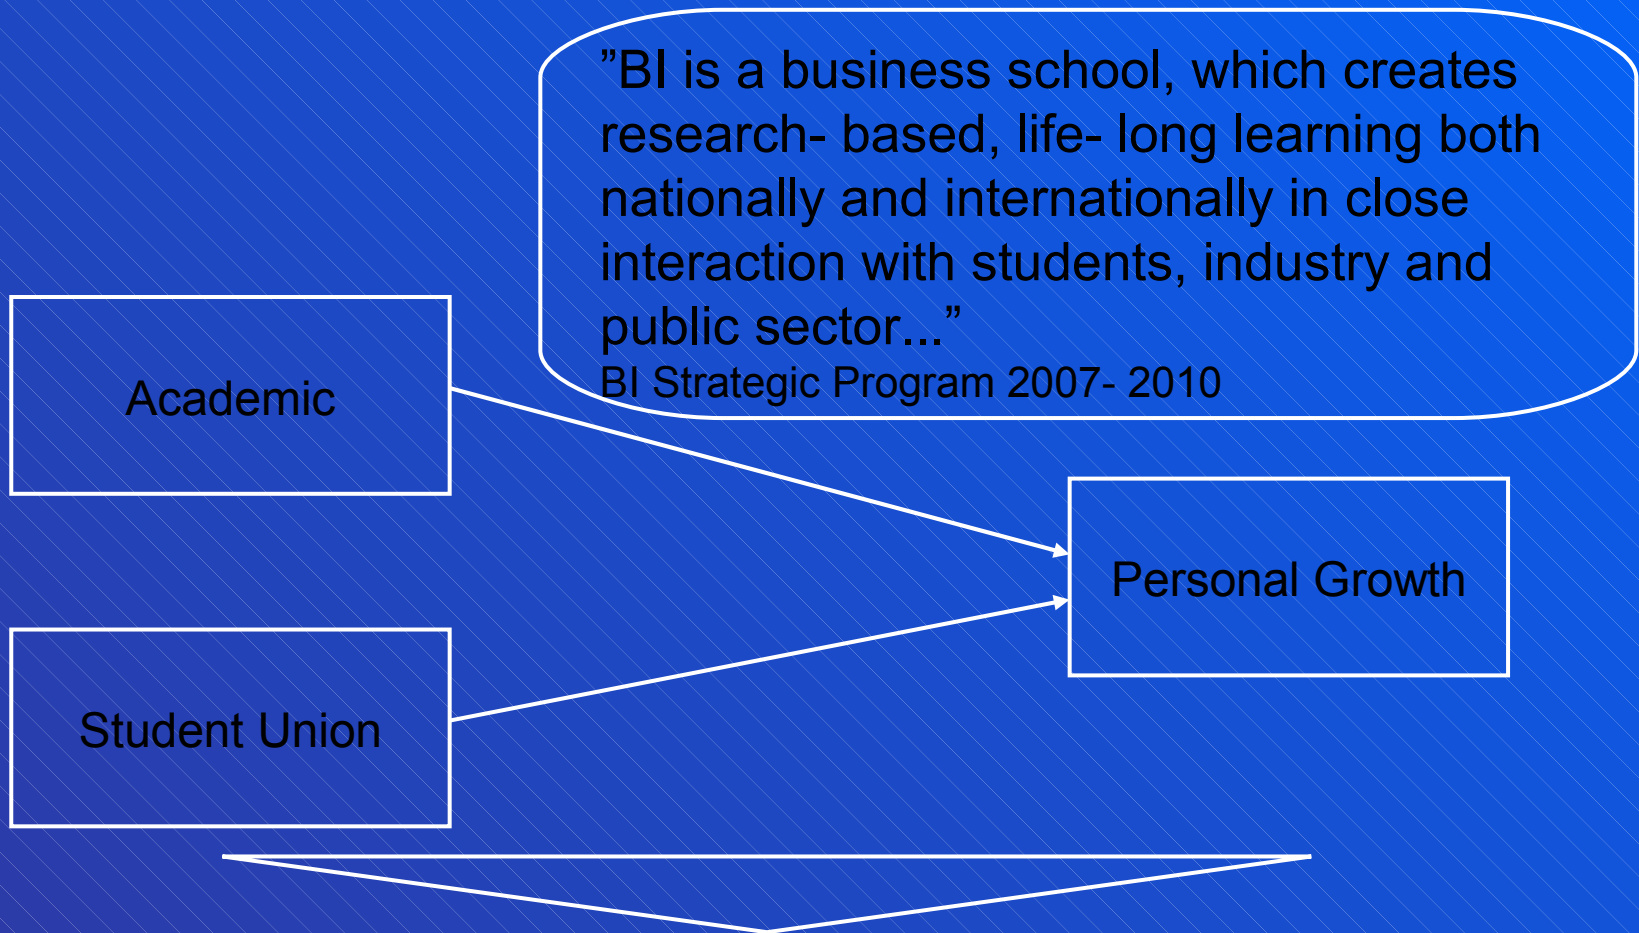 ”BI is a business school, which creates
research- based, life- long learning both
nationally and internationally in close
interaction with students, industry and
public sector...”
BI Strategic Program 2007- 2010
Academic
Personal Growth
Student Union